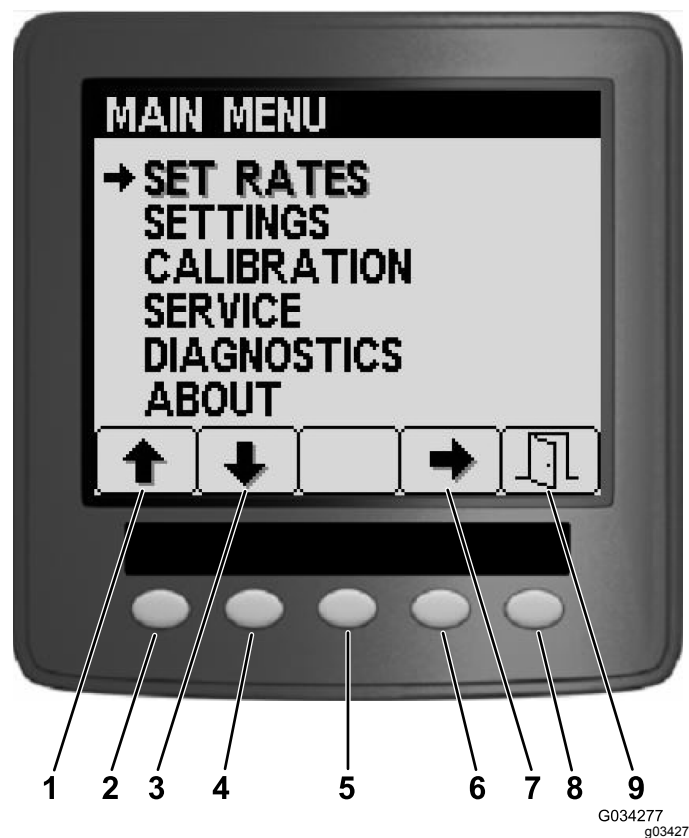 MAIN MENU
SET RATES
SETTINGS
CALIBRATION
SERVICE
DIAGNOSTICS
ABOUT
1 2 3 4 5 6 7 8 9
G034277
g03427